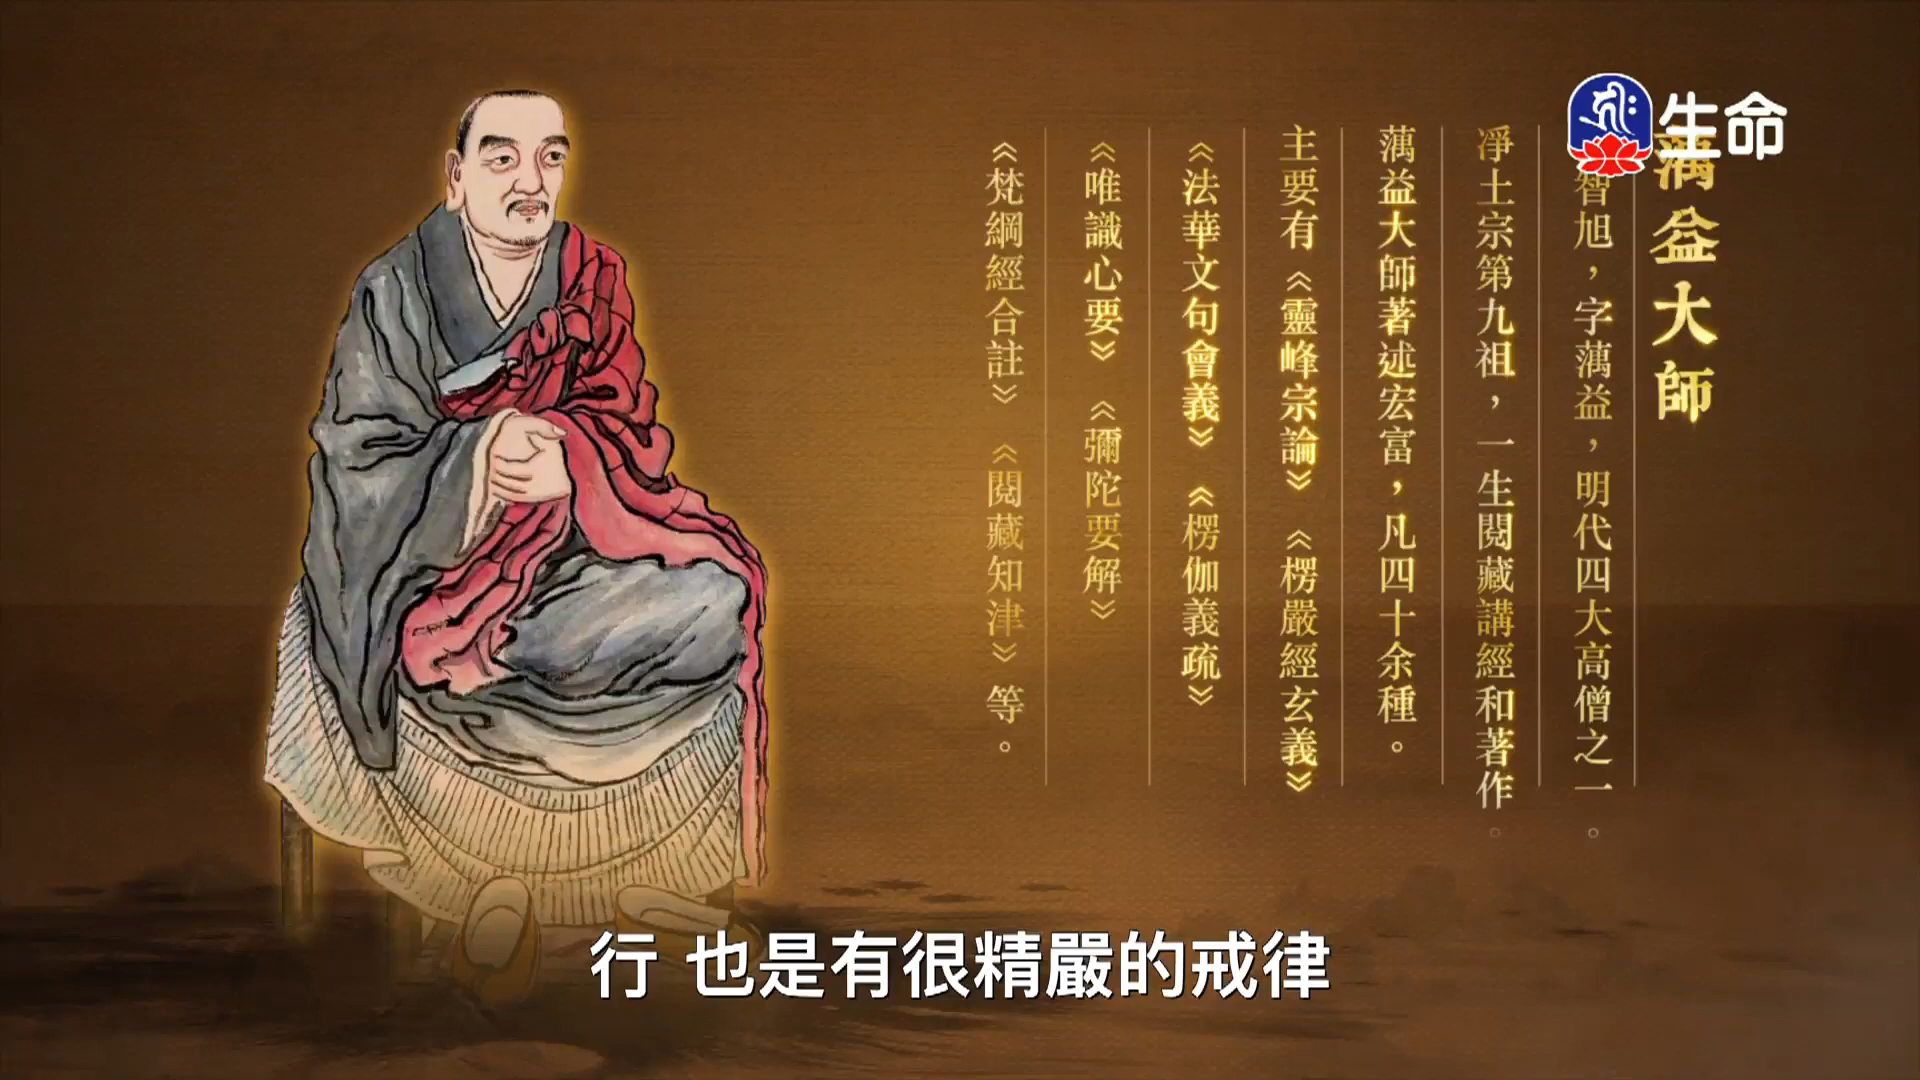 生命
蕅益大師
智旭，字蕅益，明代四大高僧之一。
凈土宗第九祖，一生閱藏講經和著作。
蕅益大師著述宏富，凡四十余種。
主要有《靈峰宗論》《楞嚴經玄義》
《法華文句會義》《楞伽義疏》
《唯識心要》《彌陀要解》
《梵綱經合註》《閱藏知津》等。
行 也是有很精嚴的戒律